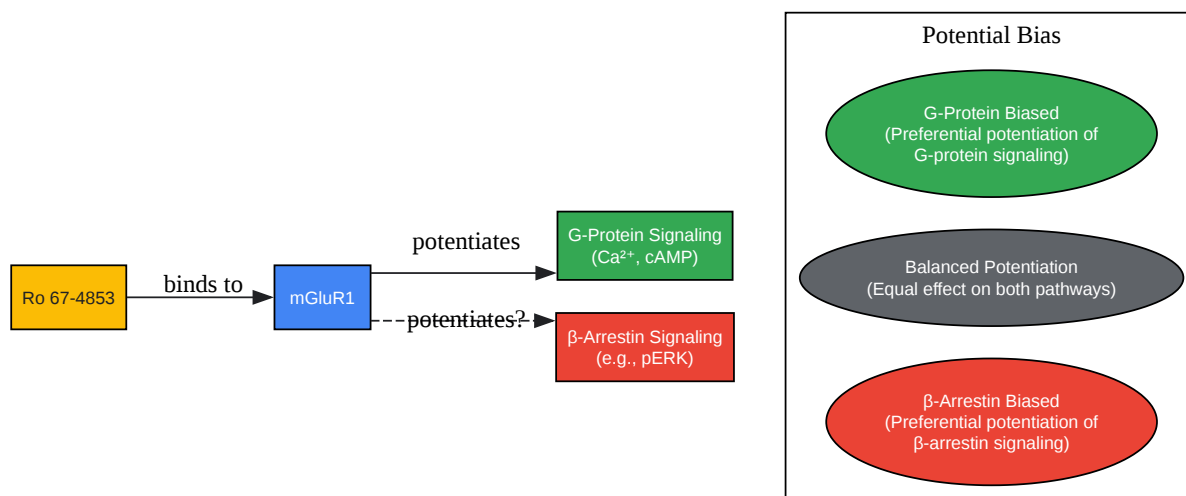 Ro 67-4853
binds to
mGluR1
potentiates
potentiates?
G-Protein Signaling
(Ca²⁺, cAMP)
β-Arrestin Signaling
(e.g., pERK)
Potential Bias
G-Protein Biased
(Preferential potentiation of
G-protein signaling)
Balanced Potentiation
(Equal effect on both pathways)
β-Arrestin Biased
(Preferential potentiation of
β-arrestin signaling)